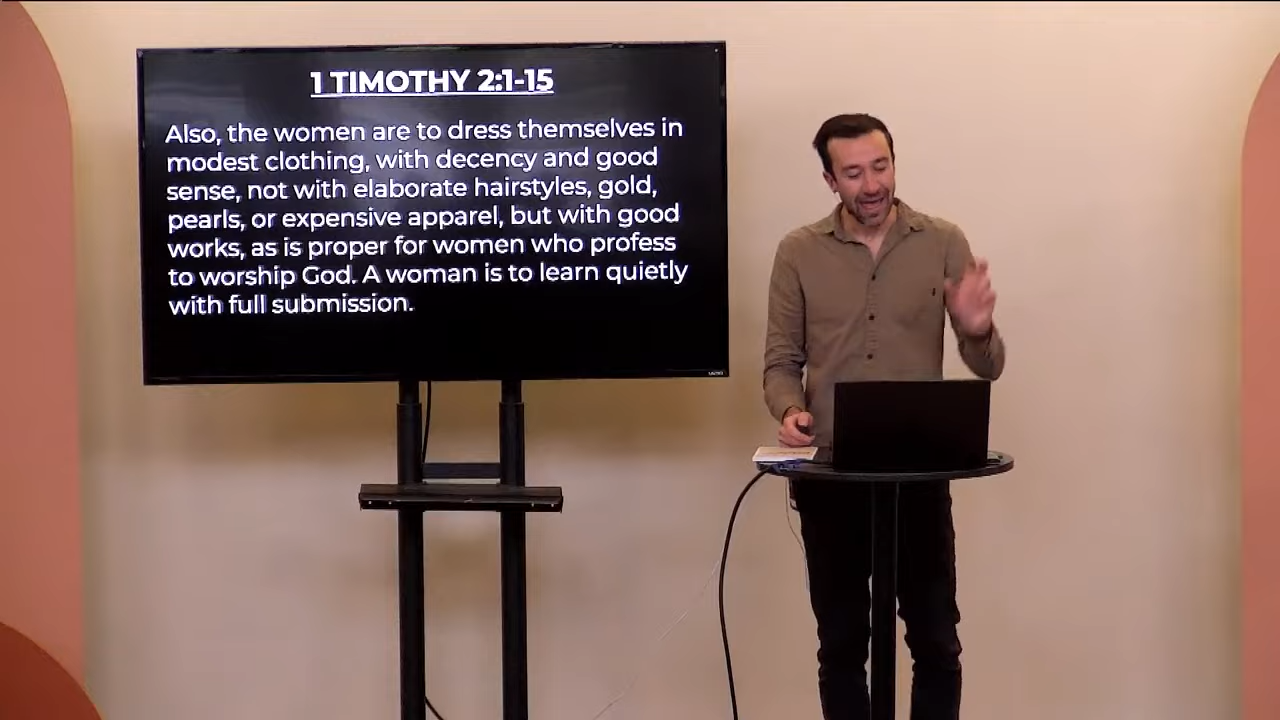 1 TIMOTHY 2:1-15
Also, the women are to dress themselves in
modest clothing, with decency and good
sense, not with elaborate hairstyles, gold,
pearls, or expensive apparel, but with good
works, as is proper for women who profess
to worship God. A woman is to learn quietly
with full submission.